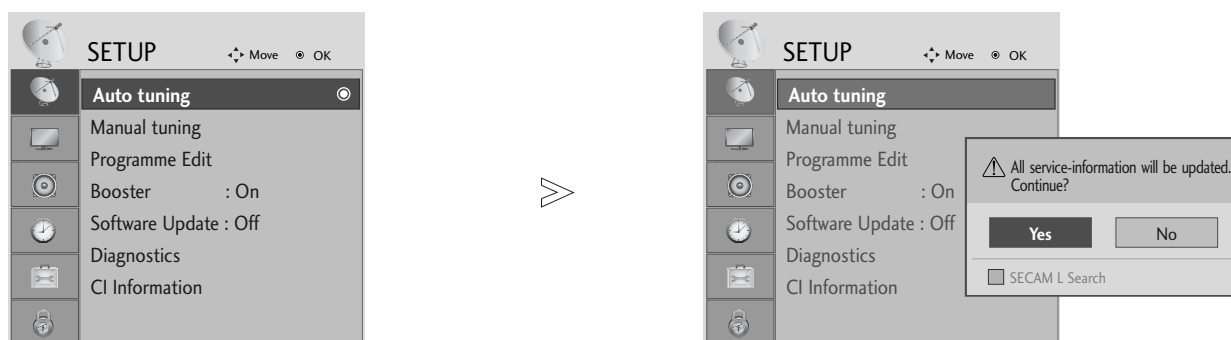 SETUP
Move OK
Auto tuning
Manual tuning
Programme Edit
Booster : On
Software Update : Off
Diagnostics
CI Information
SETUP
Move OK
Auto tuning
Manual tuning
Programme Edit
Booster : On
Software Update : Off
Diagnostics
CI Information
All service-information will be updated.
Continue?
Yes No
SECAM L Search